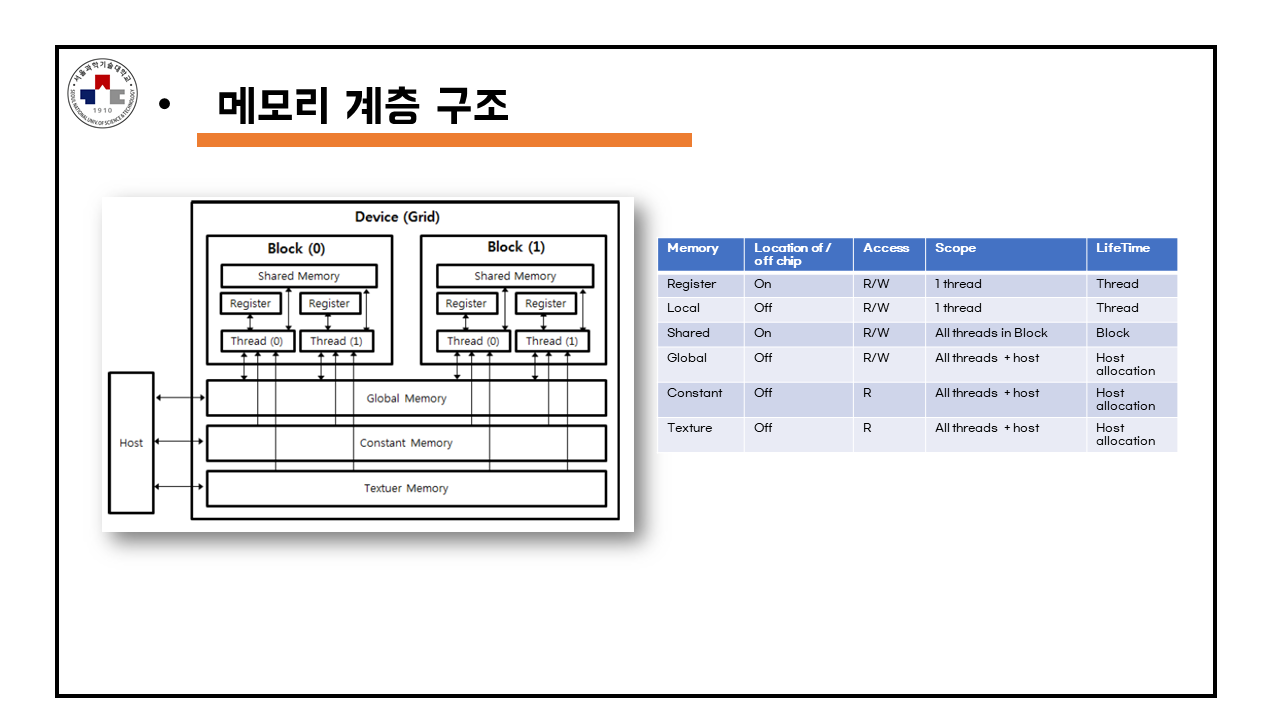 서울과학기술대학교
1910
SEOUL NATIONAL UNIV. OF SCIENCE & TECHNOLOGY
• 메모리 계층 구조
Device (Grid)
Block (0)
Block (1)
Shared Memory
Shared Memory
Register
Register
Register
Register
Thread (0)
Thread (1)
Thread (0)
Thread (1)
Host
Global Memory
Constant Memory
Textuer Memory
Memory Location of / off chip Access Scope LifeTime
Register On R/W 1 thread Thread
Local Off R/W 1 thread Thread
Shared On R/W All threads in Block Block
Global Off R/W All threads + host Host allocation
Constant Off R All threads + host Host allocation
Texture Off R All threads + host Host allocation